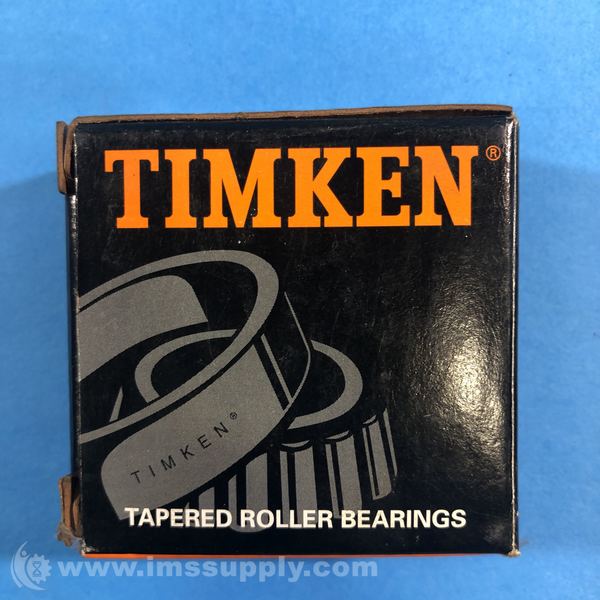 TIMKEN®
TIMKEN®
TAPERED ROLLER BEARINGS
www.imssupply.com